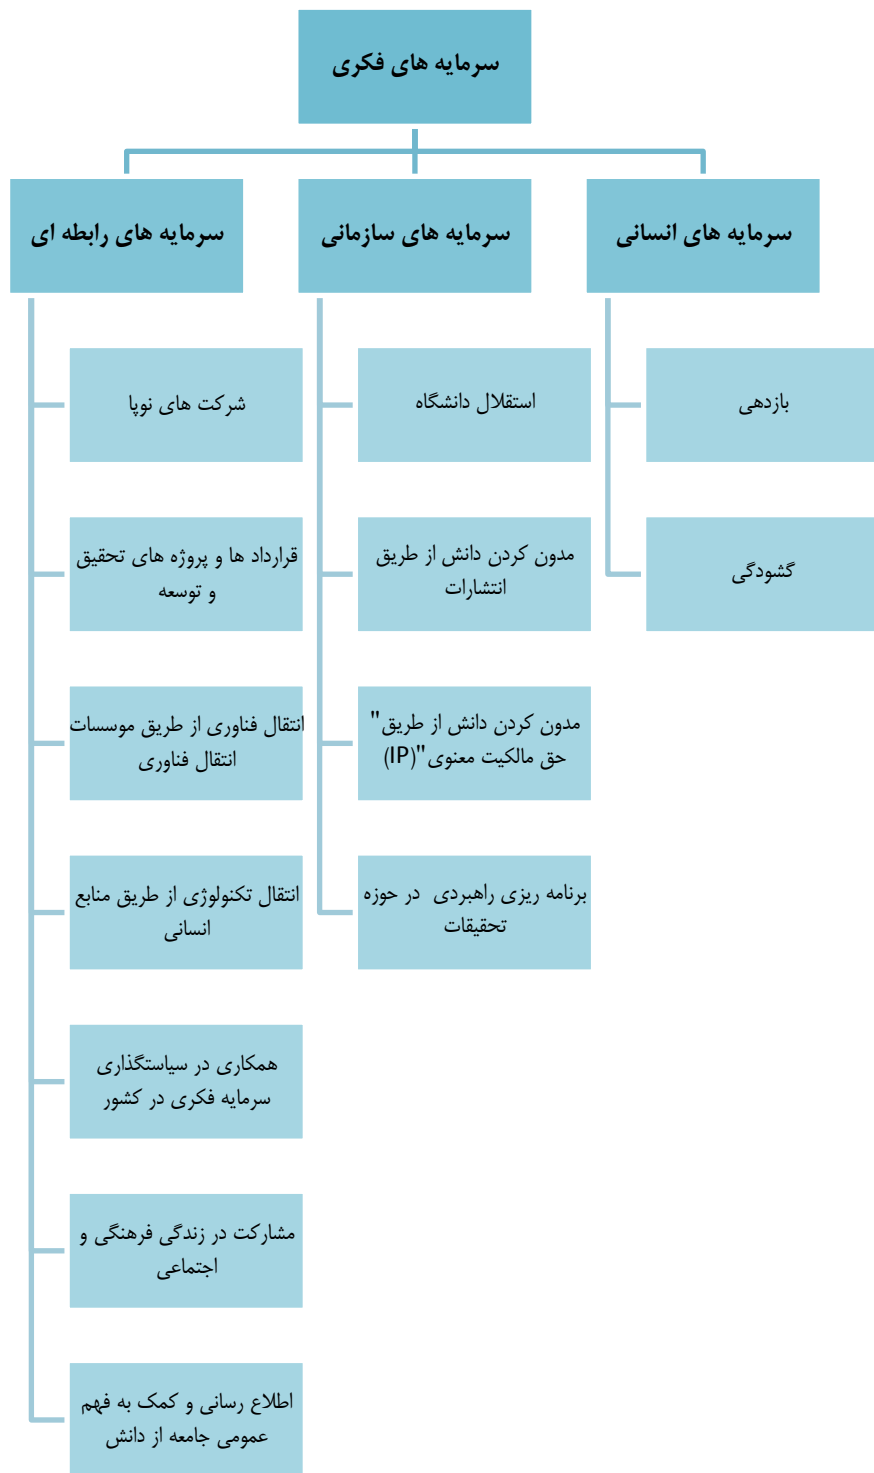 سرمایه های فکری
سرمایه های انسانی
سرمایه های سازمانی
سرمایه های رابطه ای
بازدهی
گشودگی
استقلال دانشگاه
مدون کردن دانش از طریق
انتشارات
مدون کردن دانش از طریق"
حق مالکیت معنوی"(IP)
برنامه ریزی راهبردی  در حوزه
تحقیقات
شرکت های نوپا
قرارداد ها و پروژه های تحقیق
و توسعه
انتقال فناوری از طریق موسسات
انتقال فناوری
انتقال تکنولوژی از طریق منابع
انسانی
همکاری در سیاستگذاری
سرمایه فکری در کشور
مشارکت در زندگی فرهنگی و
اجتماعی
اطلاع رسانی و کمک به فهم
عمومی جامعه از دانش